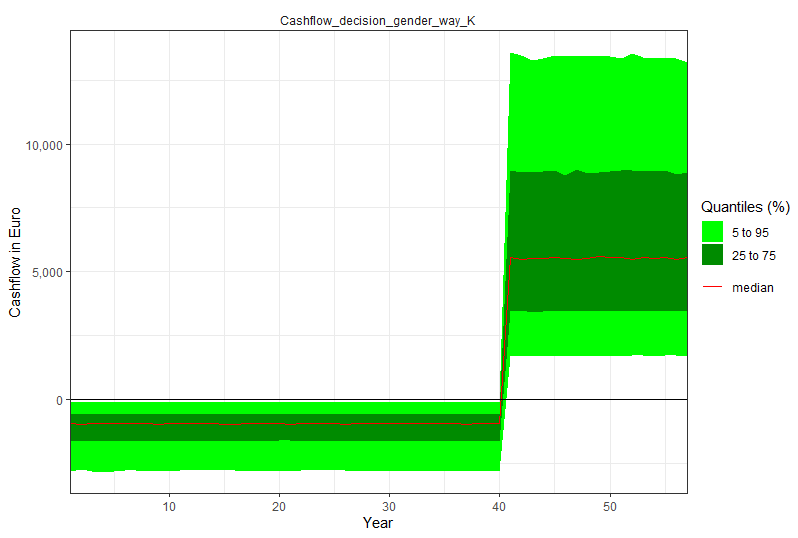 Cashflow_decision_gender_way_K
Cashflow in Euro
10,000
5,000
0
10
20
30
40
50
Year
Quantiles (%)
5 to 95
25 to 75
median